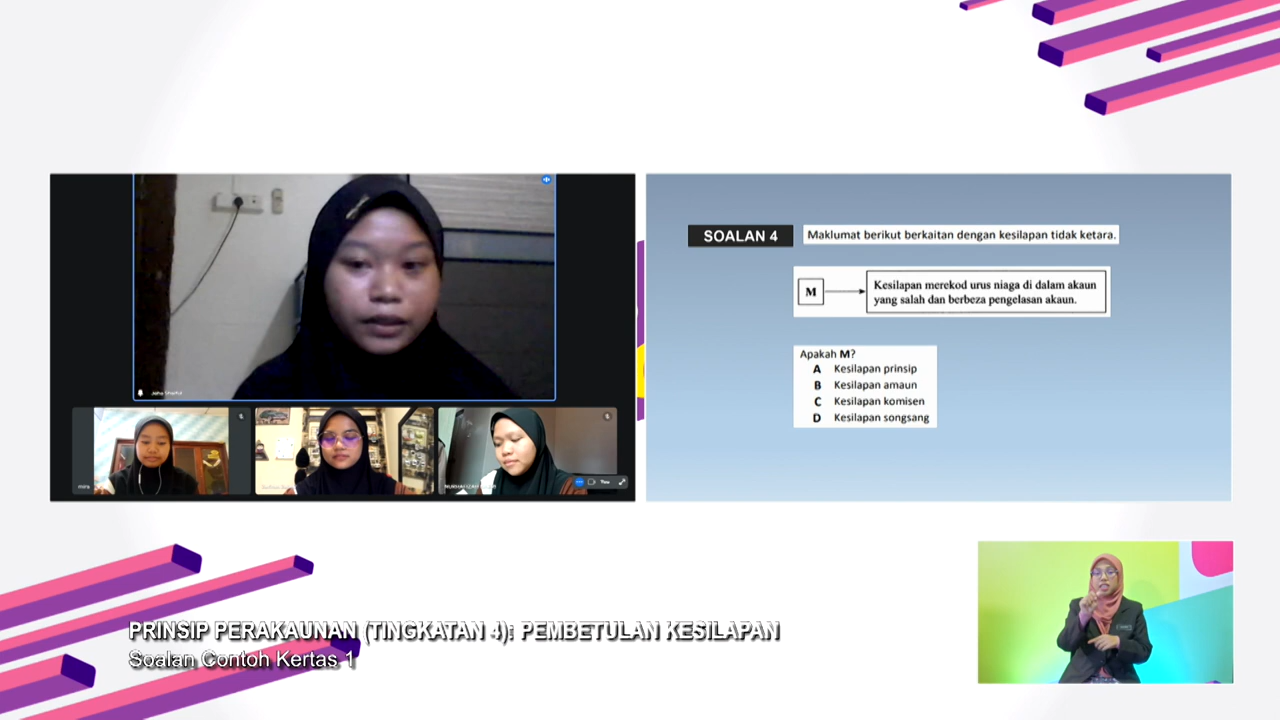 SOALAN 4
Maklumat berikut berkaitan dengan kesilapan tidak ketara.
M
Kesilapan merekod urus niaga di dalam akaun
yang salah dan berbeza pengelasan akaun.
Apakah M?
A Kesilapan prinsip
B Kesilapan amaun
C Kesilapan komisen
D Kesilapan songsang
PRINSIP PERAKAUNAN (TINGKATAN 4): PEMBETULAN KESILAPAN
Soalan Contoh Kertas 1